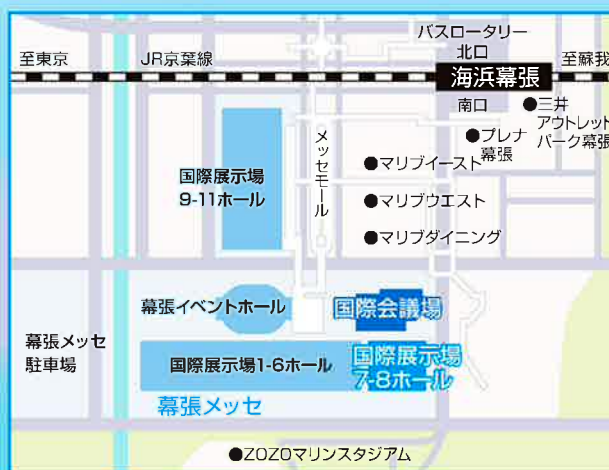 バスロータリー
北口
至東京
JR京葉線
海浜幕張
至蘇我
南口
●三井
アウトレット
パーク幕張
●プレナ
幕張
メッセモール
国際展示場
9-11ホール
●マリブイースト
●マリブウエスト
●マリブダイニング
幕張イベントホール
国際会議場
幕張メッセ
駐車場
国際展示場1-6ホール
国際展示場
7-8ホール
幕張メッセ
●ZOZOマリンスタジアム